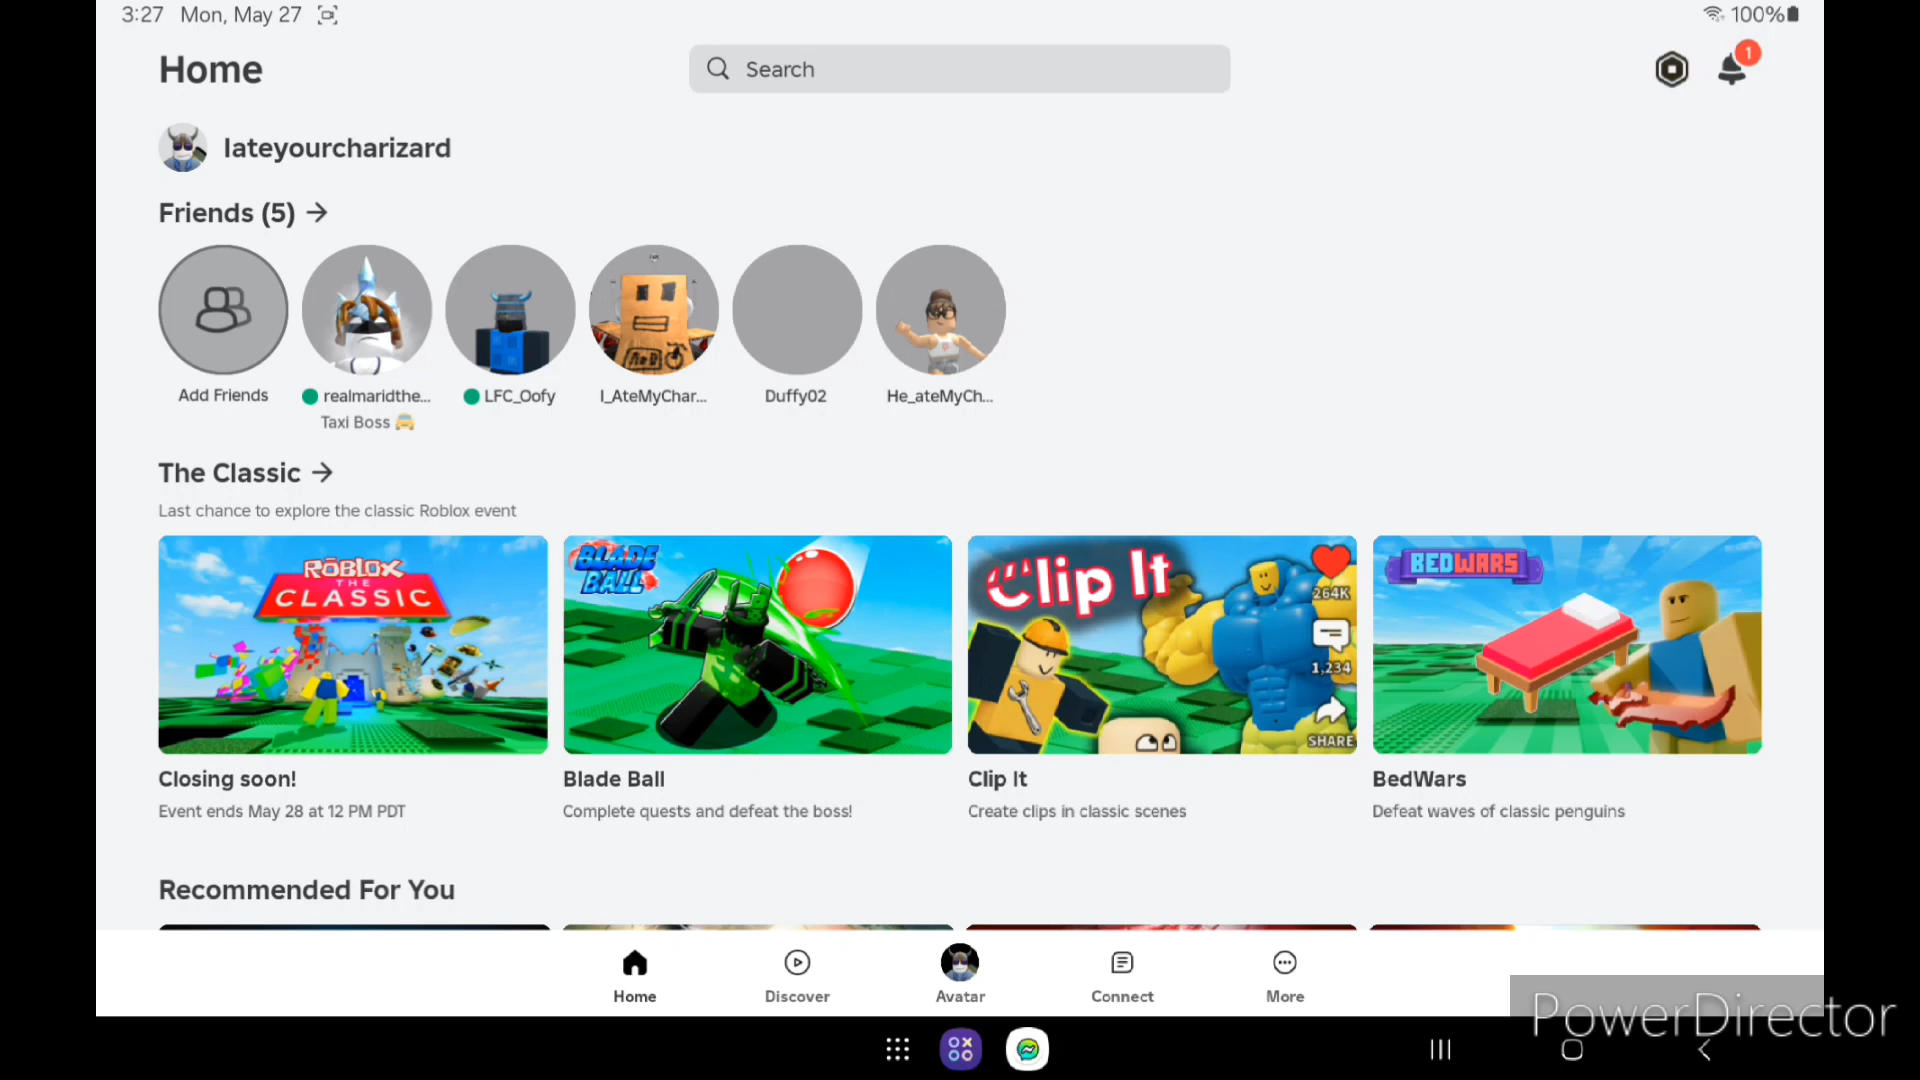 3:27 Mon, May 27
100%
Home
Search
1
Iateyourcharizard
Friends (5)
Add Friends
realmaridthe...
LFC_Oofy
I_AteMyChar...
Duffy02
He_ateMyCh...
Taxi Boss 🚖
The Classic
Last chance to explore the classic Roblox event
ROBLOX
THE
CLASSIC
BLADE
BALL
Clip It
264K
1,234
SHARE
BEDWARS
Closing soon!
Blade Ball
Clip It
BedWars
Event ends May 28 at 12 PM PDT
Complete quests and defeat the boss!
Create clips in classic scenes
Defeat waves of classic penguins
Recommended For You
Home
Discover
Avatar
Connect
More
PowerDirector